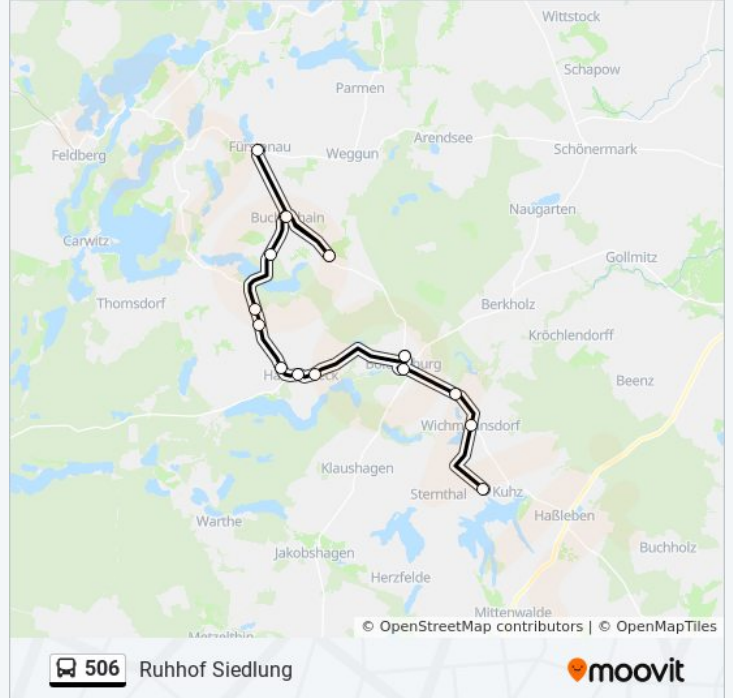 Wittstock
Schapow
Parmen
Arendsee
Feldberg
Weggun
Schönermark
Naugarten
Carwitz
Gollmitz
Thomsdorf
Berkholz
Kröchlendorff
Beenz
Klaushagen
Sternthal
Kuhz
Haßleben
Warthe
Jakobshagen
Buchholz
Herzfelde
Mittenwalde
© OpenStreetMap contributors | © OpenMapTiles
506 Ruhhof Siedlung
moovit